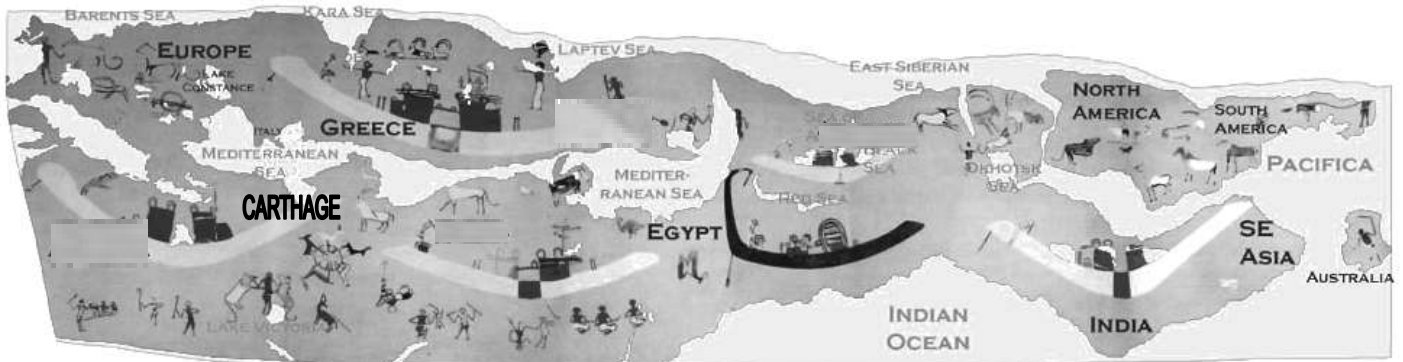 BARENTS SEA
KARA SEA
LAPTEV SEA
EAST SIBERIAN
SEA
EUROPE
LAKE
CONSTANCE
ITALY
GREECE
MEDITERRANEAN
SEA
CARTHAGE
MEDITER-
RANEAN SEA
EGYPT
RED SEA
SEA
OKHOTSK
SEA
NORTH
AMERICA
SOUTH
AMERICA
PACIFICA
SE
ASIA
AUSTRALIA
INDIA
INDIAN
OCEAN
LAKE VICTORIA